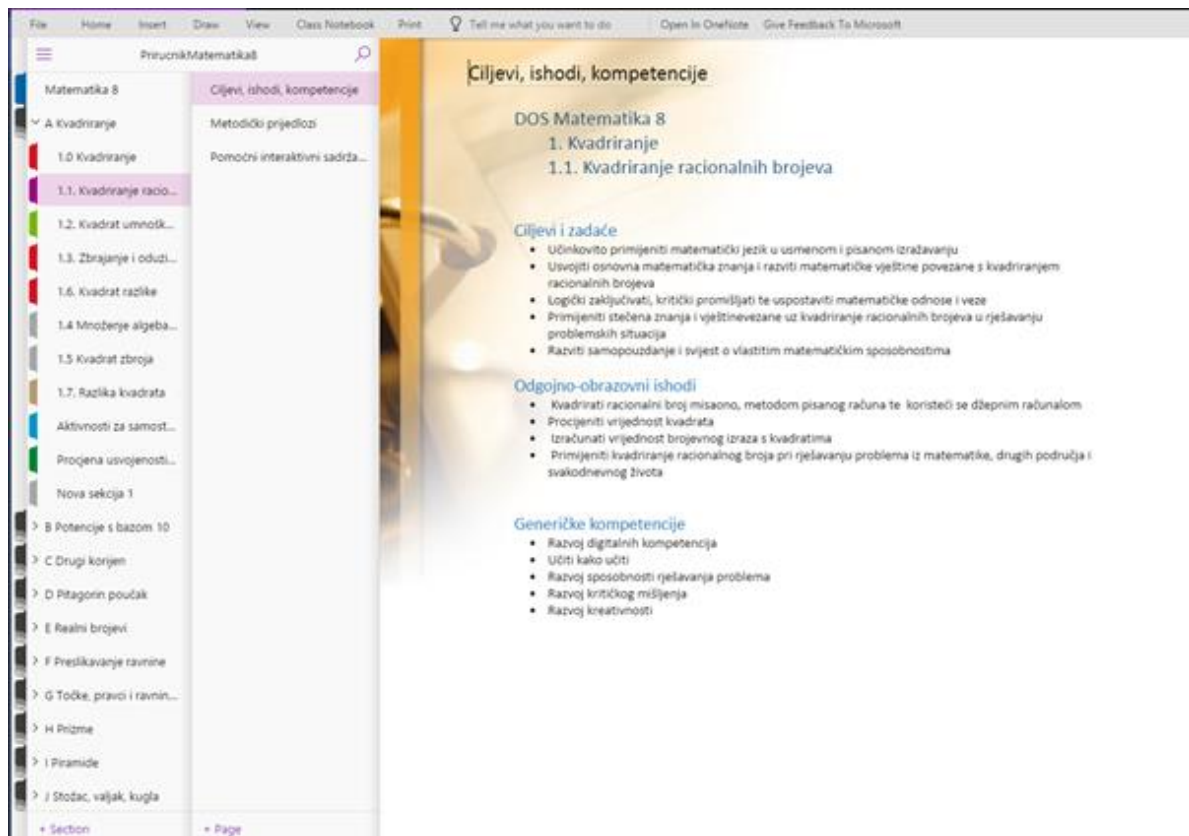 File Home Insert Draw View Class Notebook Print Tell me what you want to do Open In OneNote Give Feedback To Microsoft
PrirucnikMatematika8
Matematika 8
A Kvadriranje
1.0 Kvadriranje
1.1. Kvadriranje racio...
1.2. Kvadrat umnošk...
1.3. Zbrajanje i oduzi...
1.6. Kvadrat razlike
1.4 Množenje algeba...
1.5 Kvadrat zbroja
1.7. Razlika kvadrata
Aktivnosti za samost...
Procjena usvojenosti...
Nova sekcija 1
B Potencije s bazom 10
C Drugi korijen
D Pitagorin poučak
E Realni brojevi
F Preslikavanje ravnine
G Točke, pravci i ravnin...
H Prizme
I Piramide
J Stožac, valjak, kugla
+ Section
Ciljevi, ishodi, kompetencije
Metodički prijedlozi
Pomoćni interaktivni sadrža...
+ Page
Ciljevi, ishodi, kompetencije
DOS Matematika 8
1. Kvadriranje
1.1. Kvadriranje racionalnih brojeva
Ciljevi i zadaće
• Učinkovito primijeniti matematički jezik u usmenom i pisanom izražavanju
• Usvojiti osnovna matematička znanja i razviti matematičke vještine povezane s kvadriranjem
racionalnih brojeva
• Logički zaključivati, kritički promišljati te uspostaviti matematičke odnose i veze
• Primijeniti stečena znanja i vještinevezane uz kvadriranje racionalnih brojeva u rješavanju
problemskih situacija
• Razviti samopouzdanje i svijest o vlastitim matematičkim sposobnostima
Odgojno-obrazovni ishodi
• Kvadrirati racionalni broj misaono, metodom pisanog računa te koristeći se džepnim računalom
• Procijeniti vrijednost kvadrata
• Izračunati vrijednost brojevnog izraza s kvadratima
• Primijeniti kvadriranje racionalnog broja pri rješavanju problema iz matematike, drugih područja i
svakodnevnog života
Generičke kompetencije
• Razvoj digitalnih kompetencija
• Učiti kako učiti
• Razvoj sposobnosti rješavanja problema
• Razvoj kritičkog mišljenja
• Razvoj kreativnosti